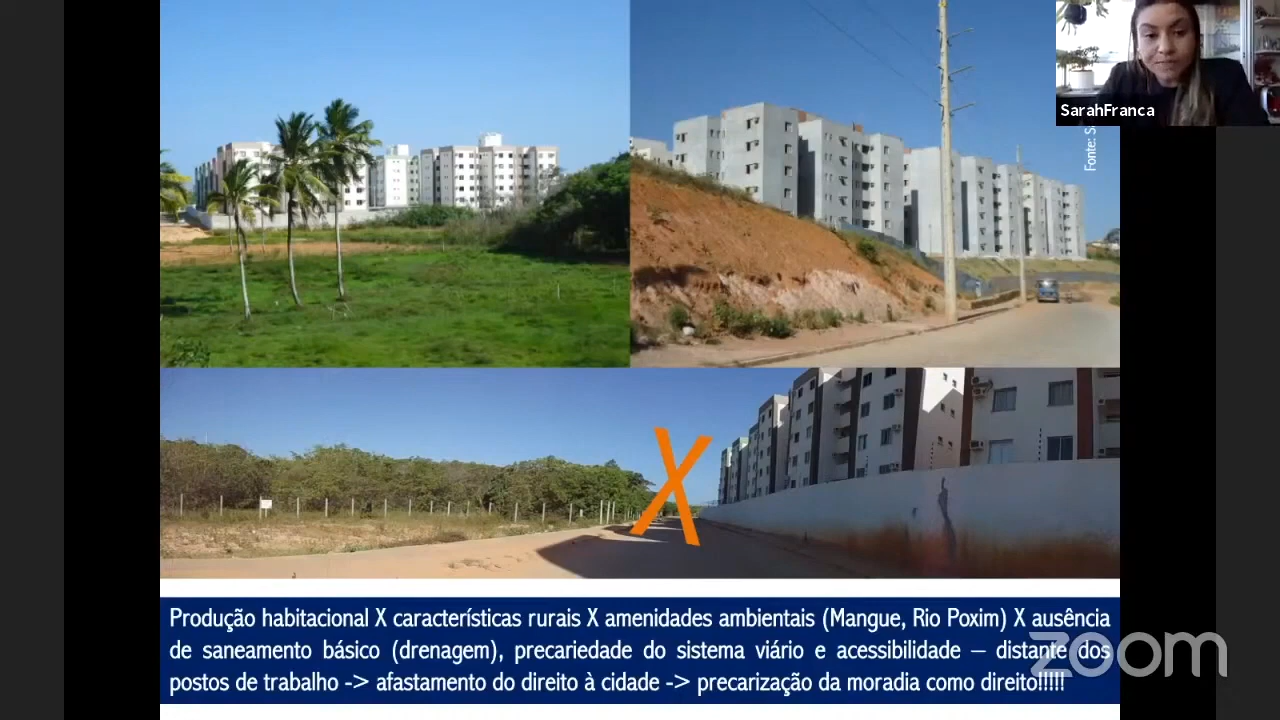 SarahFranca
Fonte: S
X
Produção habitacional X características rurais X amenidades ambientais (Mangue, Rio Poxim) X ausência
de saneamento básico (drenagem), precariedade do sistema viário e acessibilidade – distante dos
postos de trabalho -> afastamento do direito à cidade -> precarização da moradia como direito!!!!!
zoom